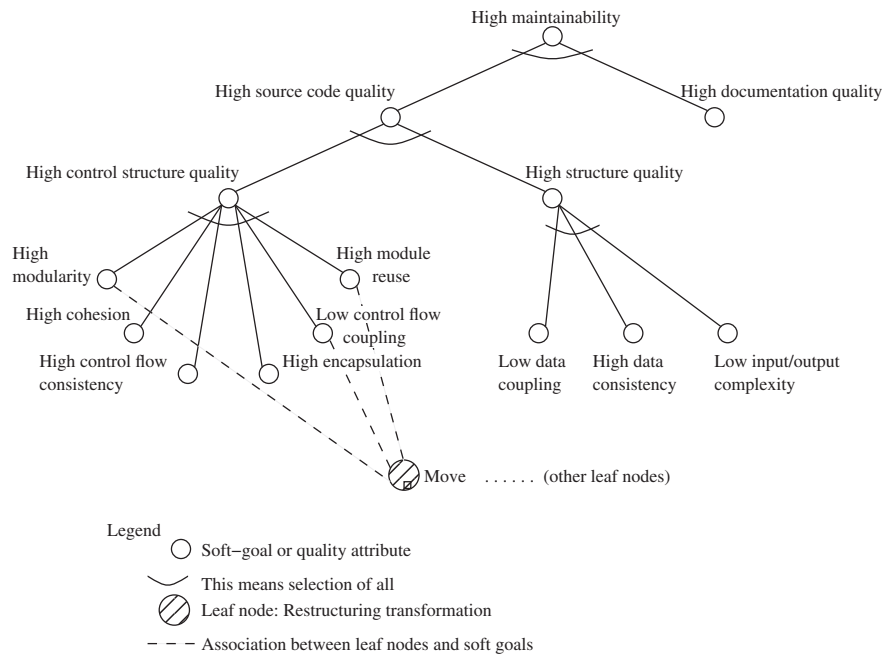 High maintainability
High source code quality
High documentation quality
High control structure quality
High structure quality
High
modularity
High module
reuse
High cohesion
Low control flow
coupling
High control flow
consistency
High encapsulation
Low data
coupling
High data
consistency
Low input/output
complexity
Move ...... (other leaf nodes)
Legend
Soft−goal or quality attribute
This means selection of all
Leaf node: Restructuring transformation
Association between leaf nodes and soft goals